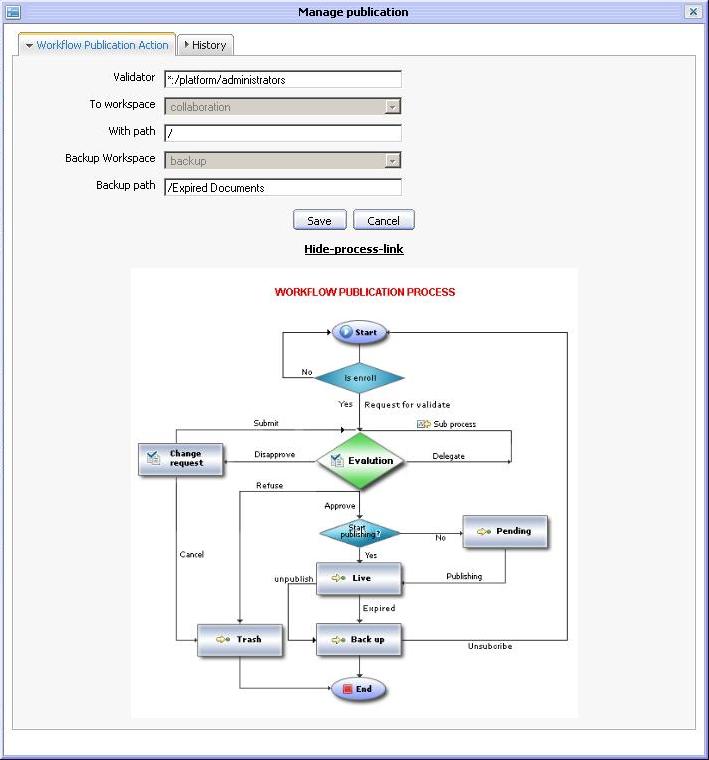 Manage publication
Workflow Publication Action
History
Validator
*:/platform/administrators
To workspace
collaboration
With path
/
Backup Workspace
backup
Backup path
/Expired Documents
Save
Cancel
Hide-process-link
WORKFLOW PUBLICATION PROCESS
Start
No
Is enroll
Yes
Request for validate
Submit
Sub process
Change
request
Disapprove
Evolution
Delegate
Refuse
Approve
Start
publishing?
No
Pending
Cancel
Yes
unpublish
Live
Publishing
Expired
Trash
Back up
Unsubcribe
End